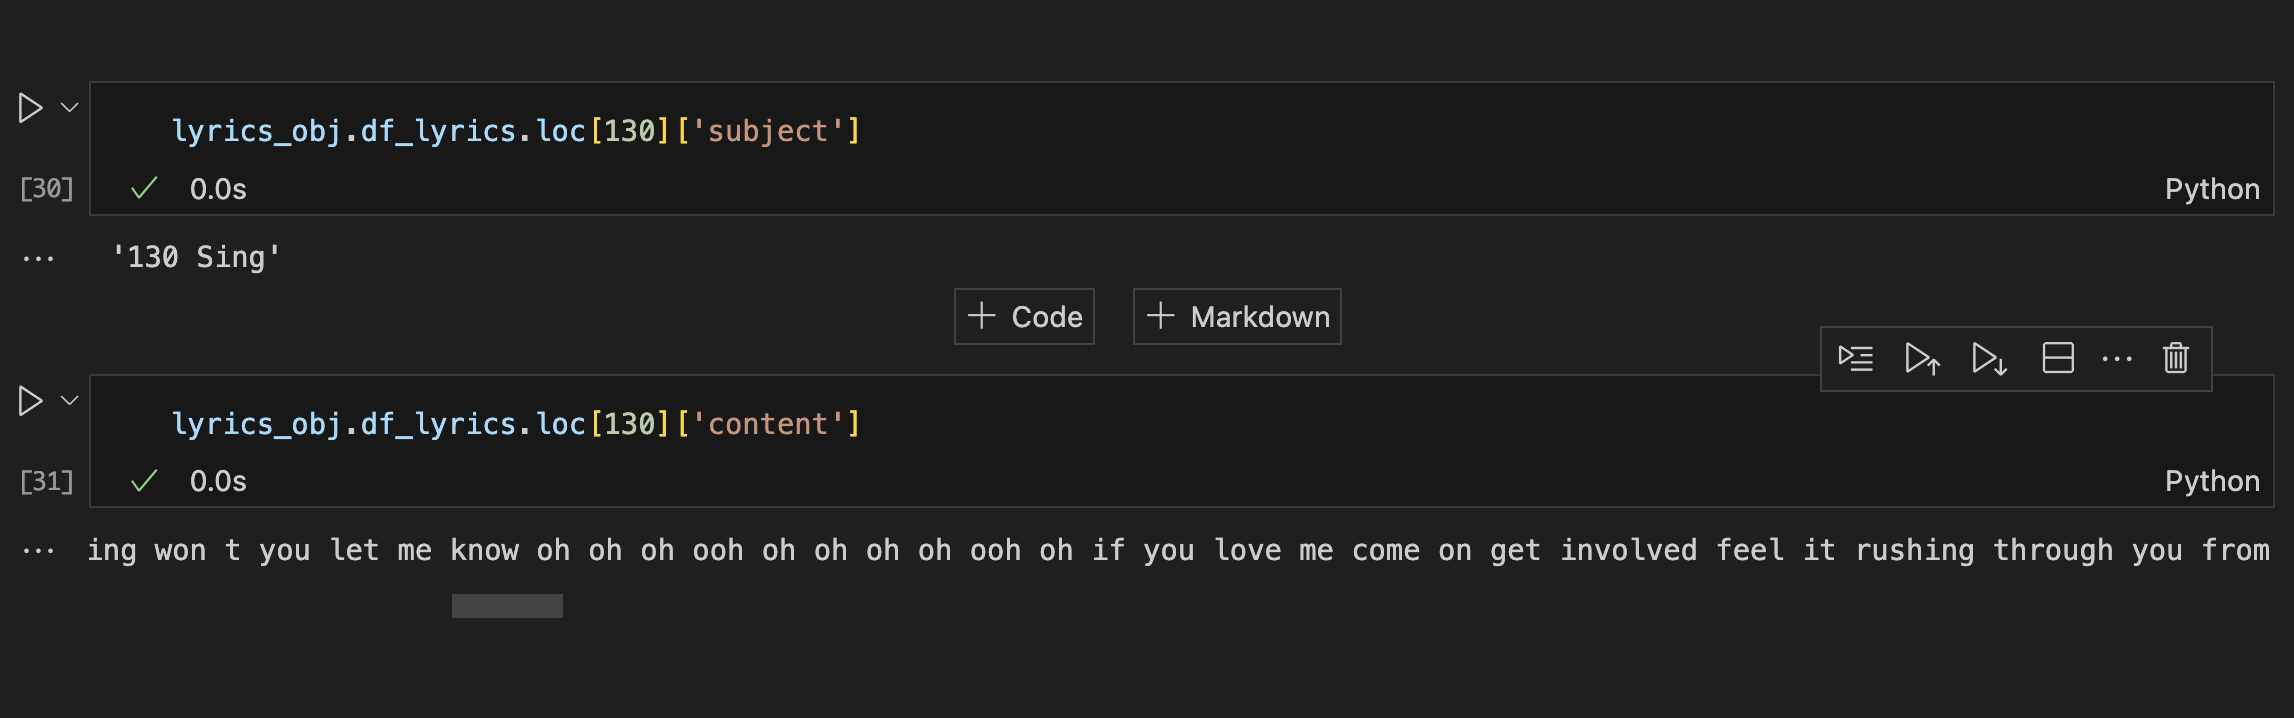 lyrics_obj.df_lyrics.loc[130]['subject']
[30] 0.0s Python
... '130 Sing'
+ Code + Markdown
lyrics_obj.df_lyrics.loc[130]['content']
[31] 0.0s Python
... ing won t you let me know oh oh oh ooh oh oh oh oh ooh oh if you love me come on get involved feel it rushing through you from